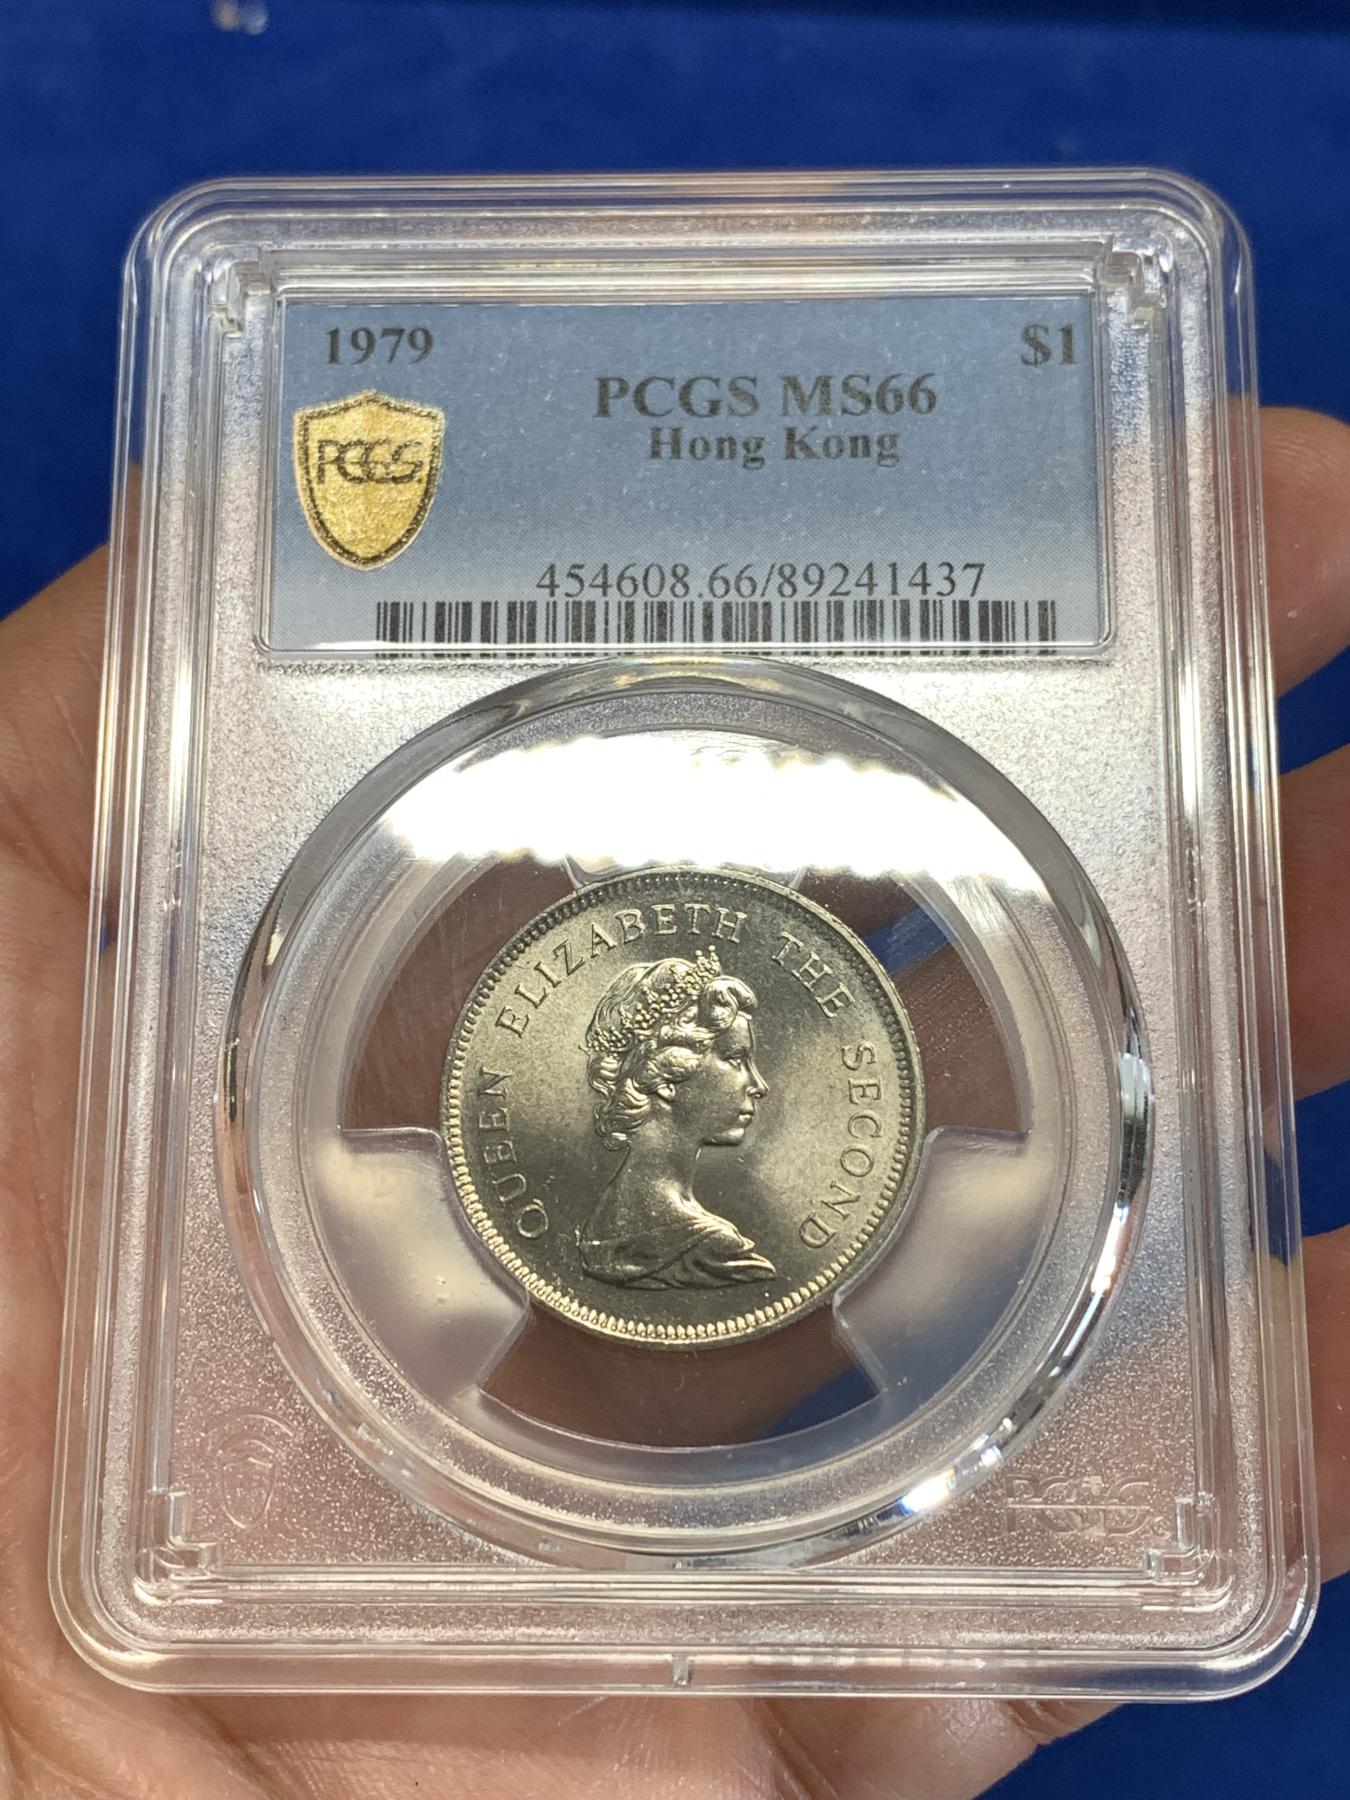 1979
$1
PCGS MS66
Hong Kong
PCGS
454608.66/89241437
QUEEN ELIZABETH THE SECOND
PCGS